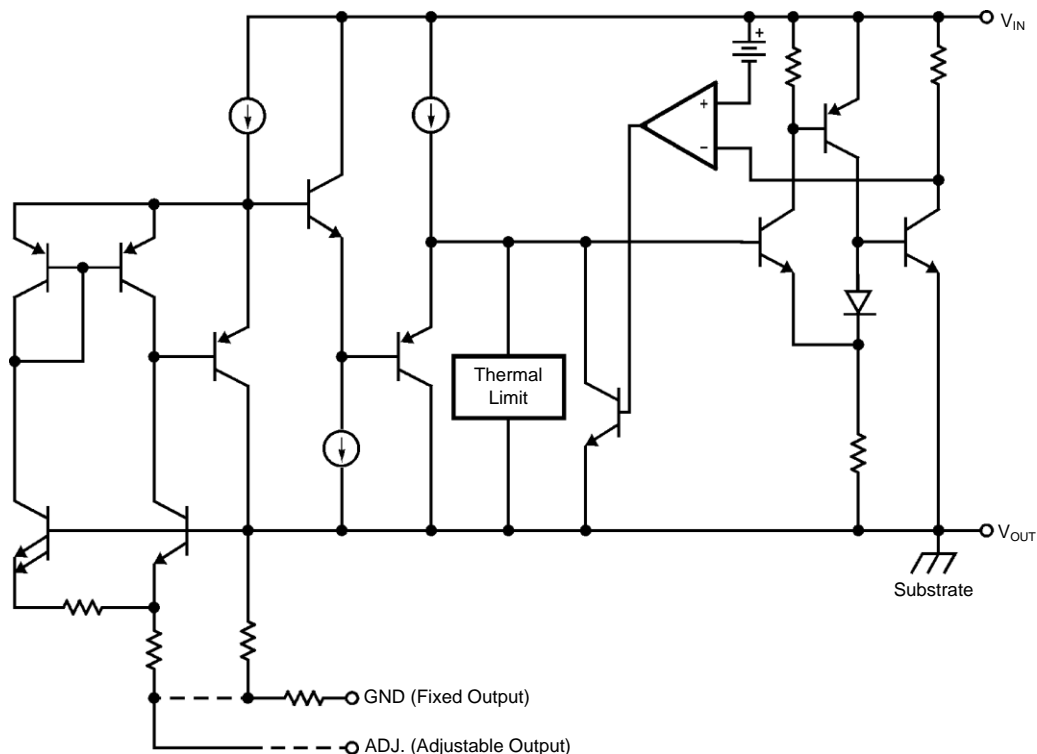 V_IN
+
+
−
Thermal
Limit
V_OUT
Substrate
GND (Fixed Output)
ADJ. (Adjustable Output)